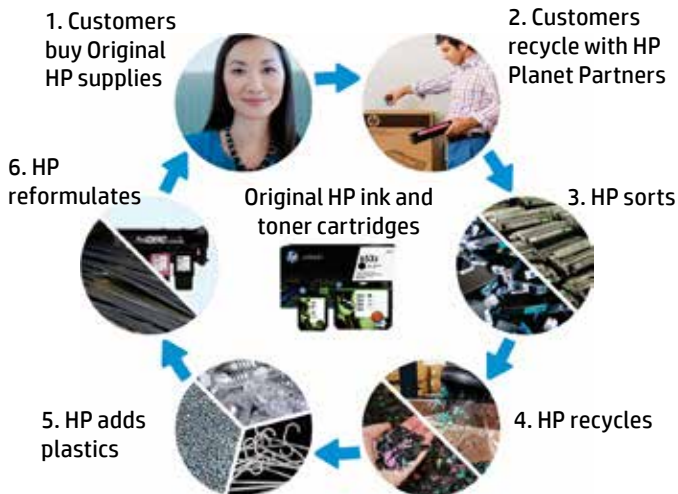 1. Customers
buy Original
HP supplies
2. Customers
recycle with HP
Planet Partners
6. HP
reformulates
Original HP ink and
toner cartridges
3. HP sorts
5. HP adds
plastics
4. HP recycles